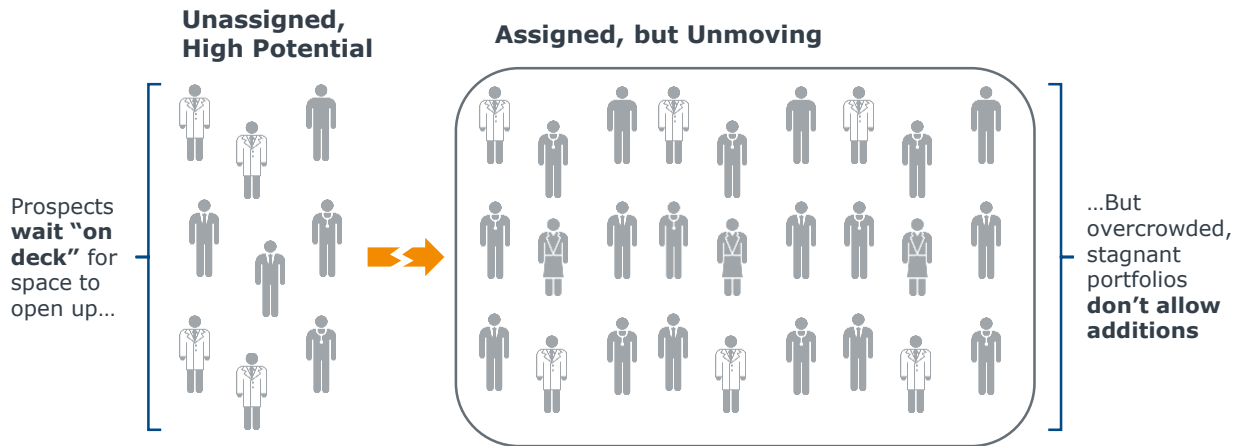 Unassigned,
High Potential
Assigned, but Unmoving
Prospects
wait “on
deck” for
space to
open up…
…But
overcrowded,
stagnant
portfolios
don’t allow
additions